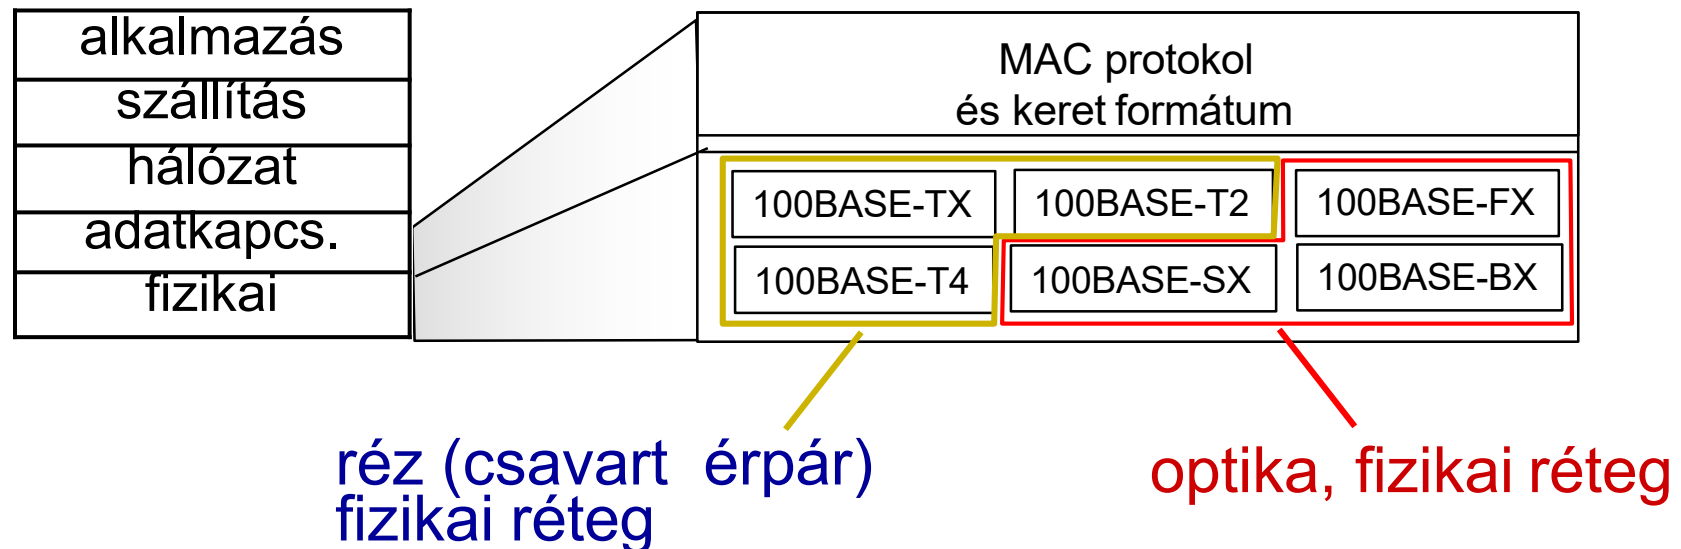 alkalmazás
szállítás
hálózat
adatkapcs.
fizikai
MAC protokol
és keret formátum
100BASE-TX
100BASE-T2
100BASE-FX
100BASE-T4
100BASE-SX
100BASE-BX
réz (csavart érpár)
fizikai réteg
optika, fizikai réteg